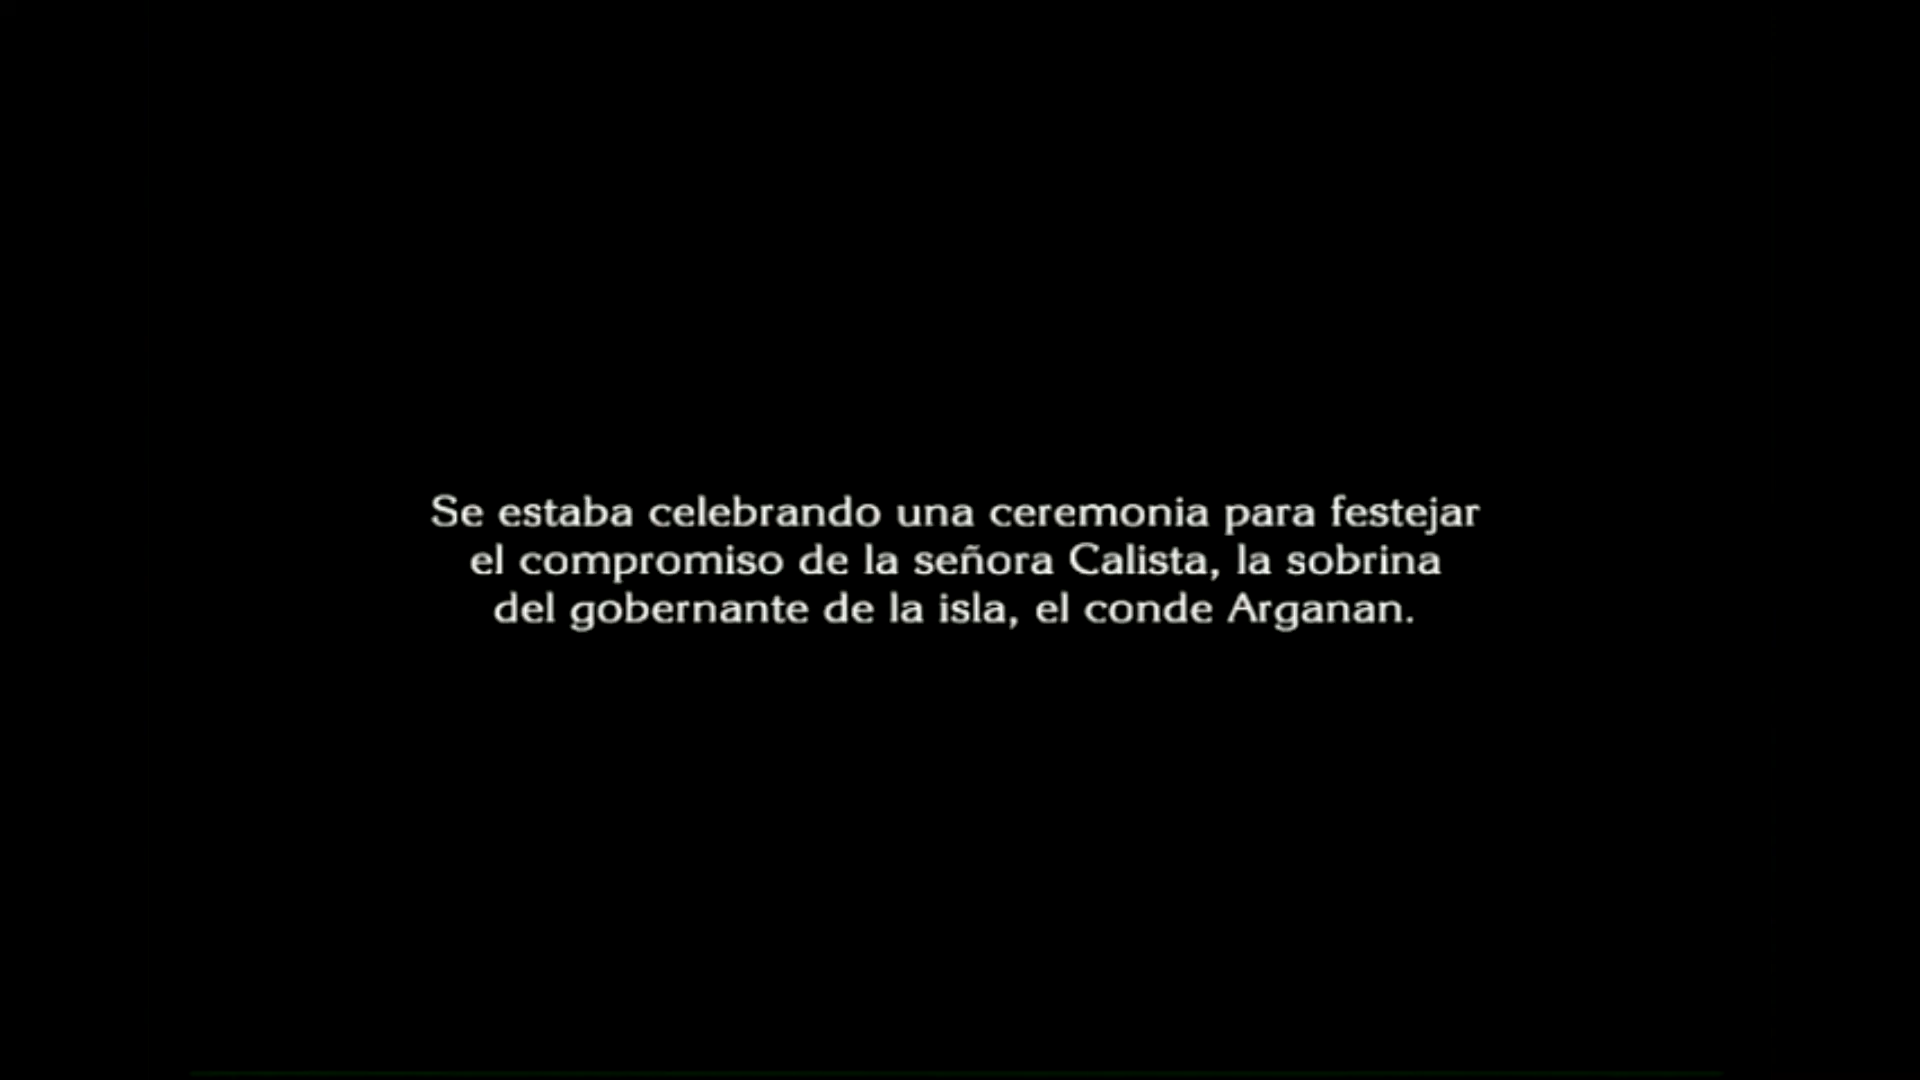 Se estaba celebrando una ceremonia para festejar
el compromiso de la señora Calista, la sobrina
del gobernante de la isla, el conde Arganan.